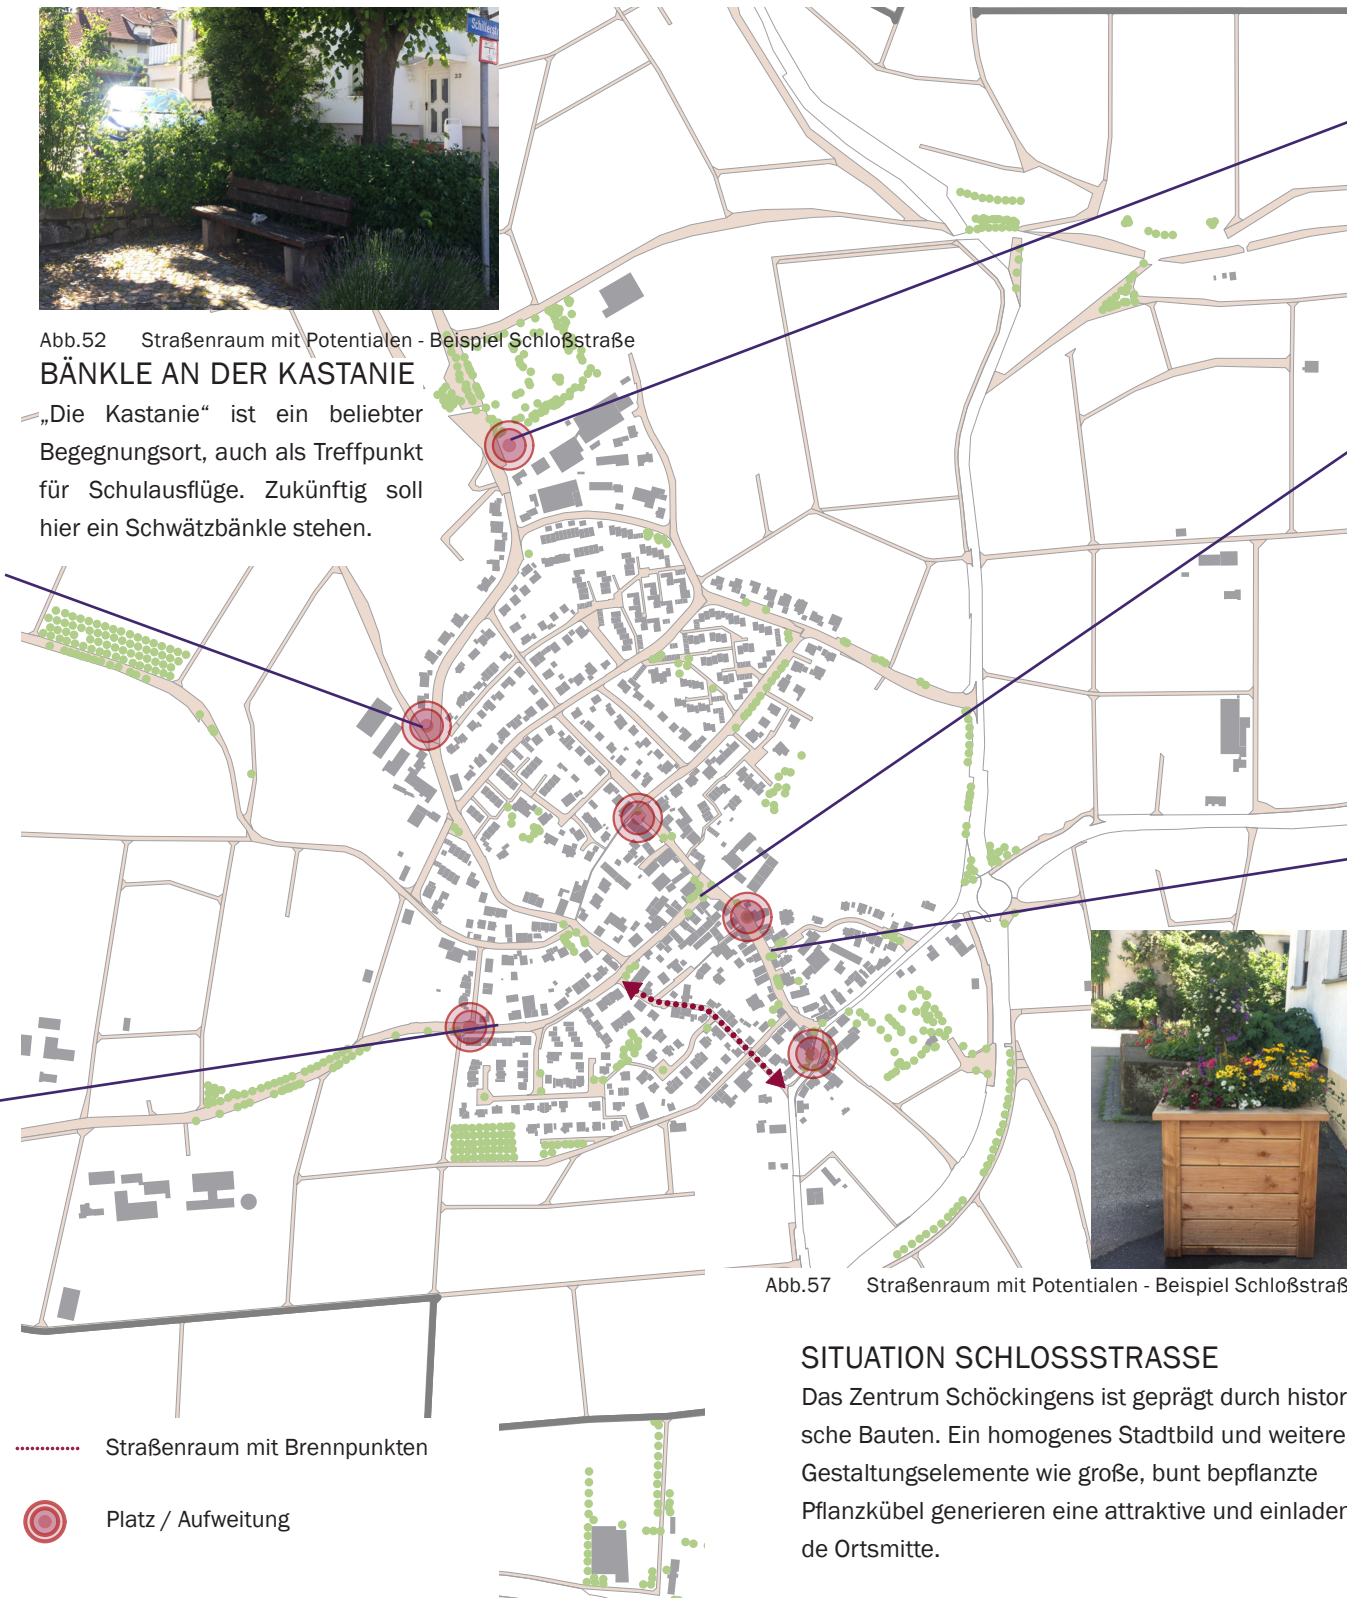 Schillerst
33
Abb.52 Straßenraum mit Potentialen - Beispiel Schloßstraße
BÄNKLE AN DER KASTANIE
„Die Kastanie“ ist ein beliebter
Begegnungsort, auch als Treffpunkt
für Schulausflüge. Zukünftig soll
hier ein Schwätzbänkle stehen.
Abb.57 Straßenraum mit Potentialen - Beispiel Schloßstraß
SITUATION SCHLOSSSTRASSE
Das Zentrum Schöckingens ist geprägt durch histor
sche Bauten. Ein homogenes Stadtbild und weitere
Gestaltungselemente wie große, bunt bepflanzte
Pflanzkübel generieren eine attraktive und einladen
de Ortsmitte.
Straßenraum mit Brennpunkten
Platz / Aufweitung